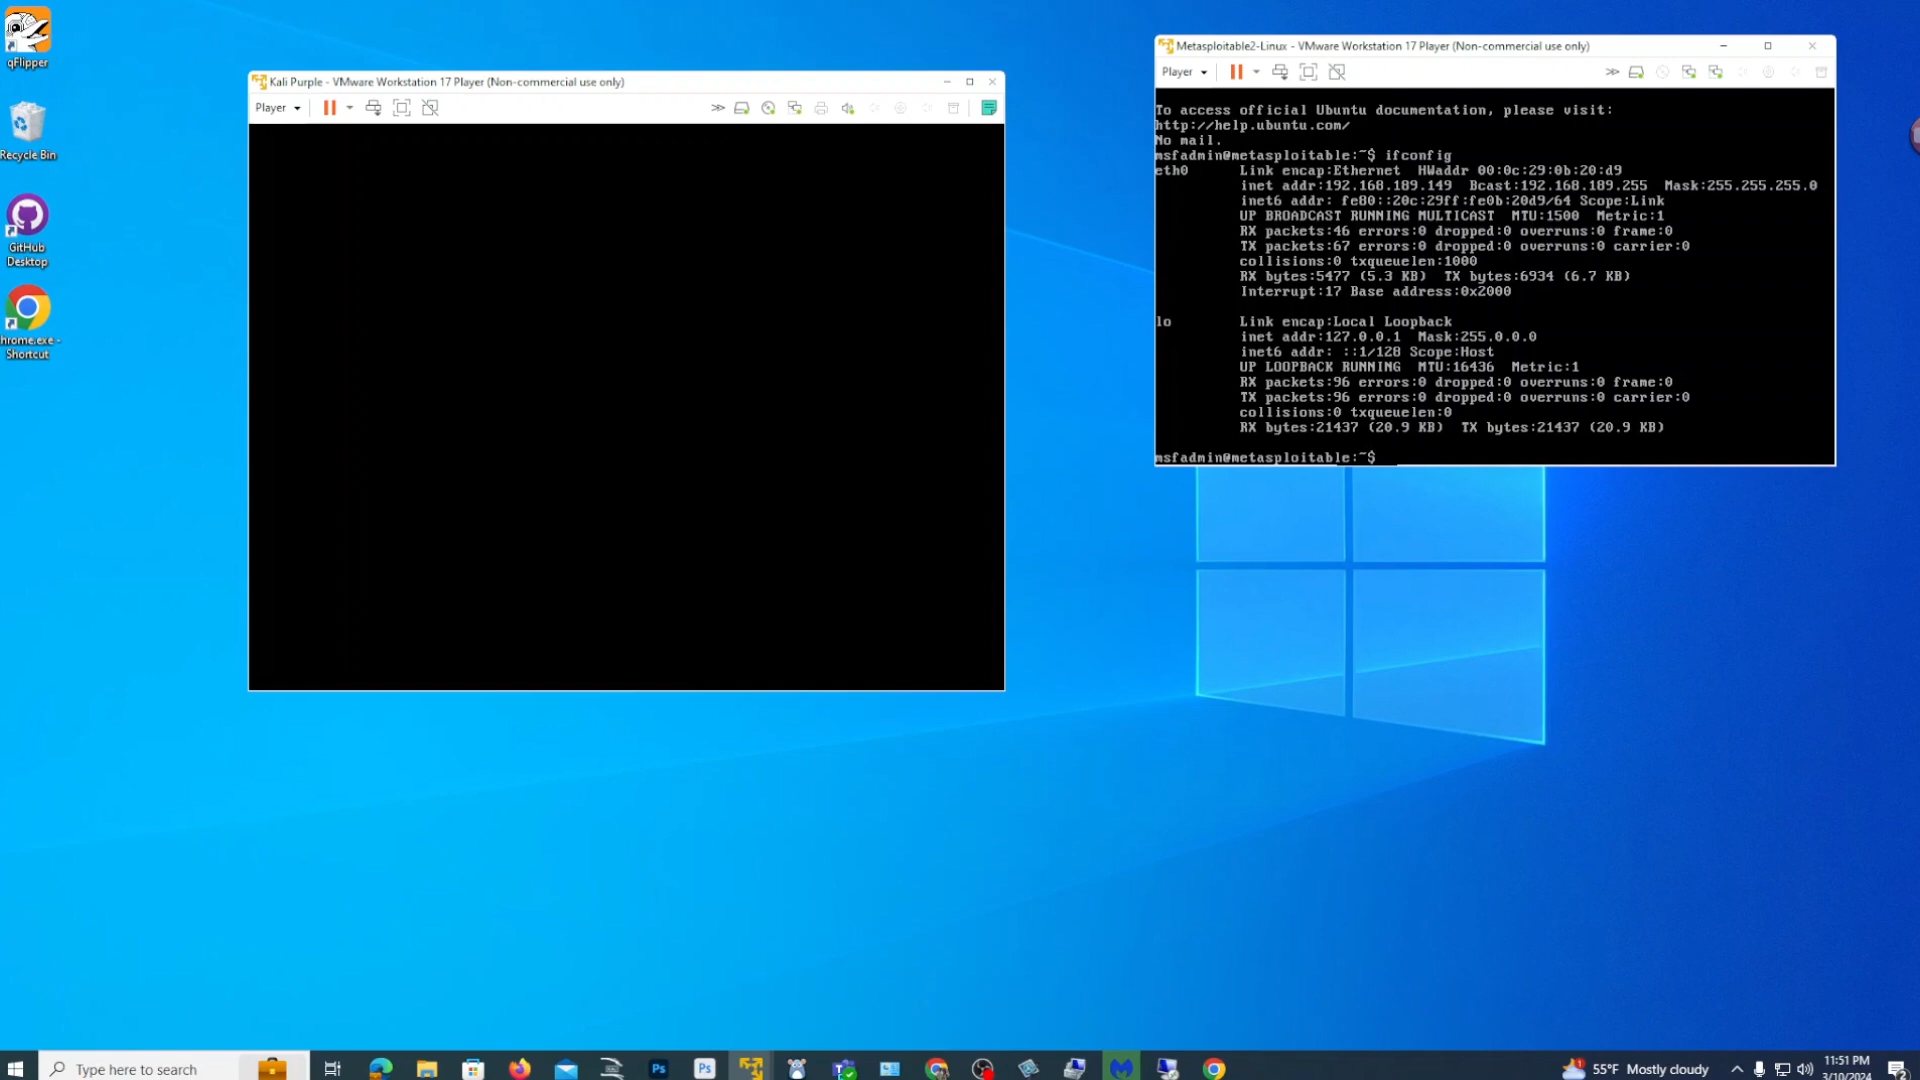 qFlipper
Recycle Bin
GitHub
Desktop
hrome.exe -
Shortcut
Kali Purple - VMware Workstation 17 Player (Non-commercial use only)
Player
Metasploitable2-Linux - VMware Workstation 17 Player (Non-commercial use only)
Player
To access official Ubuntu documentation, please visit:
http://help.ubuntu.com/
No mail.
msfadmin@metasploitable:~$ ifconfig
eth0 Link encap:Ethernet HWaddr 00:0c:29:0b:20:d9
inet addr:192.168.189.149 Bcast:192.168.189.255 Mask:255.255.255.0
inet6 addr: fe80::20c:29ff:fe0b:20d9/64 Scope:Link
UP BROADCAST RUNNING MULTICAST MTU:1500 Metric:1
RX packets:46 errors:0 dropped:0 overruns:0 frame:0
TX packets:67 errors:0 dropped:0 overruns:0 carrier:0
collisions:0 txqueuelen:1000
RX bytes:5477 (5.3 KB) TX bytes:6934 (6.7 KB)
Interrupt:17 Base address:0x2000
lo Link encap:Local Loopback
inet addr:127.0.0.1 Mask:255.0.0.0
inet6 addr: ::1/128 Scope:Host
UP LOOPBACK RUNNING MTU:16436 Metric:1
RX packets:96 errors:0 dropped:0 overruns:0 frame:0
TX packets:96 errors:0 dropped:0 overruns:0 carrier:0
collisions:0 txqueuelen:0
RX bytes:21437 (20.9 KB) TX bytes:21437 (20.9 KB)
msfadmin@metasploitable:~$
Type here to search
Ps
Ps
55°F Mostly cloudy
11:51 PM
3/10/2024
2